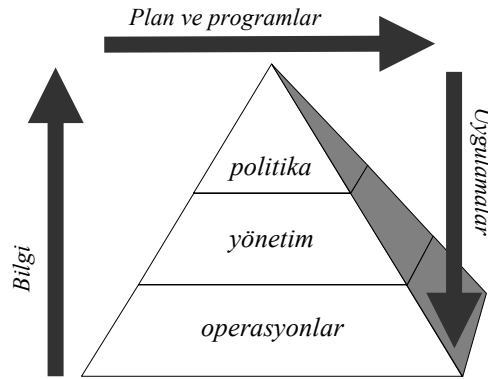 Plan ve programlar
Uygulamalar
politika
yönetim
Bilgi
operasyonlar